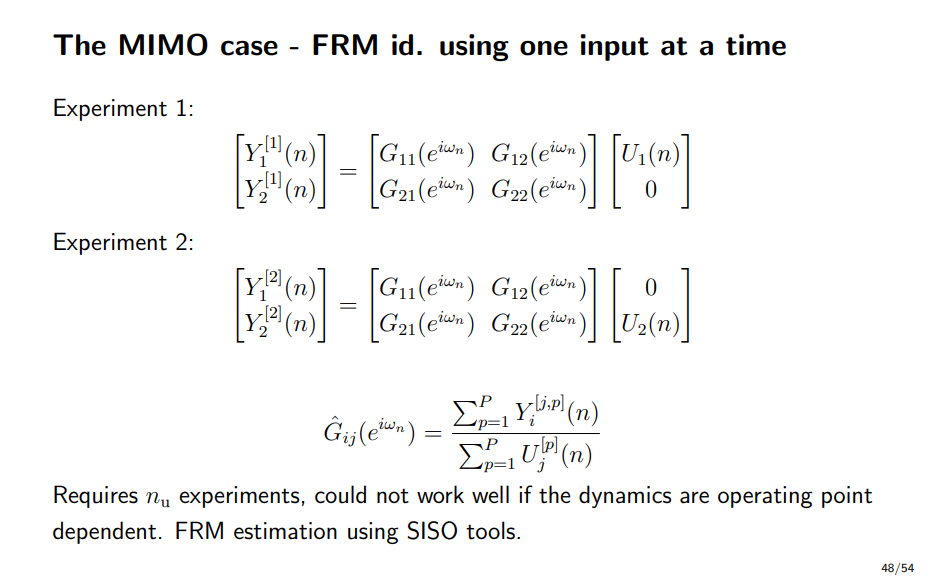 The MIMO case - FRM id. using one input at a time
Experiment 1:
$$\begin{bmatrix} Y_1^{[1]}(n) \\ Y_2^{[1]}(n) \end{bmatrix} = \begin{bmatrix} G_{11}(e^{i\omega_n}) & G_{12}(e^{i\omega_n}) \\ G_{21}(e^{i\omega_n}) & G_{22}(e^{i\omega_n}) \end{bmatrix} \begin{bmatrix} U_1(n) \\ 0 \end{bmatrix}$$
Experiment 2:
$$\begin{bmatrix} Y_1^{[2]}(n) \\ Y_2^{[2]}(n) \end{bmatrix} = \begin{bmatrix} G_{11}(e^{i\omega_n}) & G_{12}(e^{i\omega_n}) \\ G_{21}(e^{i\omega_n}) & G_{22}(e^{i\omega_n}) \end{bmatrix} \begin{bmatrix} 0 \\ U_2(n) \end{bmatrix}$$
$$\hat{G}_{ij}(e^{i\omega_n}) = \frac{\sum_{p=1}^{P} Y_i^{[j,p]}(n)}{\sum_{p=1}^{P} U_j^{[p]}(n)}$$
Requires $n_{\mathrm{u}}$ experiments, could not work well if the dynamics are operating point
dependent. FRM estimation using SISO tools.
48/54